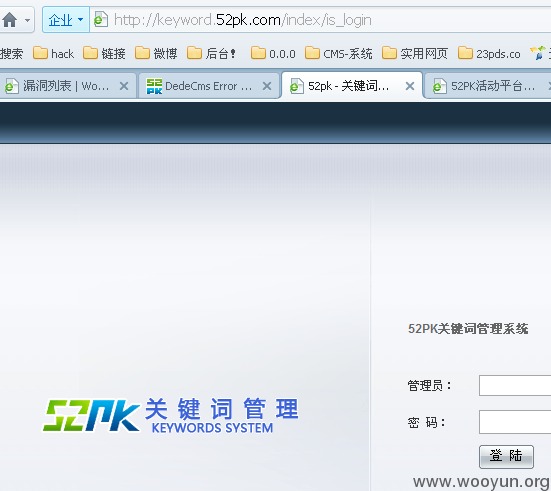 企业 http://keyword.52pk.com/index/is_login
搜索 hack 链接 微博 后台! 0.0.0 CMS-系统 实用网页 23pds.co
漏洞列表 | Wo... DedeCms Error ... 52pk - 关键词... 52PK活动平台...
52PK关键词管理系统
管理员：
密 码：
登 陆
52PK 关键词管理
KEYWORDS SYSTEM
www.wooyun.org